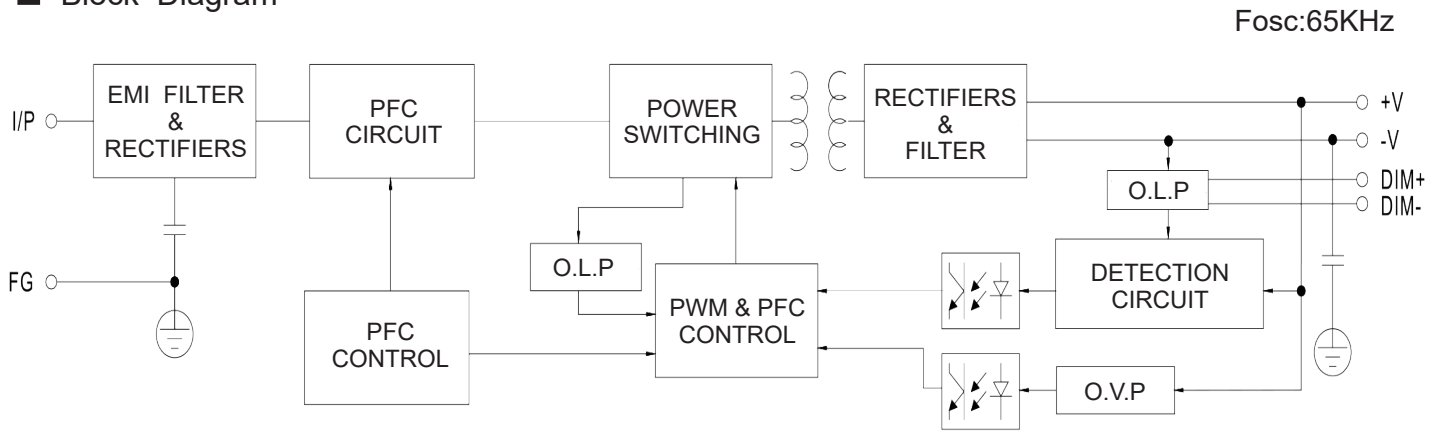 ■ Block Diagram
Fosc:65KHz
I/P
EMI FILTER
&
RECTIFIERS
PFC
CIRCUIT
POWER
SWITCHING
RECTIFIERS
&
FILTER
+V
-V
DIM+
DIM-
O.L.P
FG
O.L.P
PFC
CONTROL
PWM & PFC
CONTROL
DETECTION
CIRCUIT
O.V.P